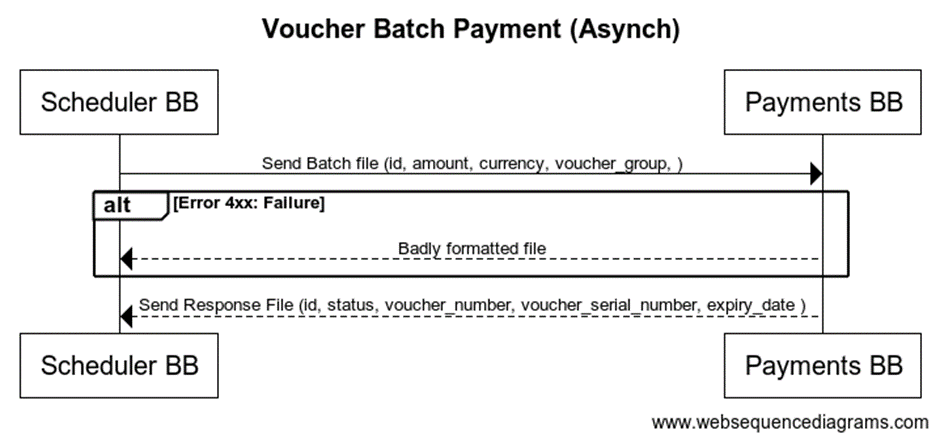 Voucher Batch Payment (Asynch)
Scheduler BB
Payments BB
Send Batch file (id, amount, currency, voucher_group, )
alt
[Error 4xx: Failure]
Badly formatted file
Send Response File (id, status, voucher_number, voucher_serial_number, expiry_date )
Scheduler BB
Payments BB
www.websequencediagrams.com